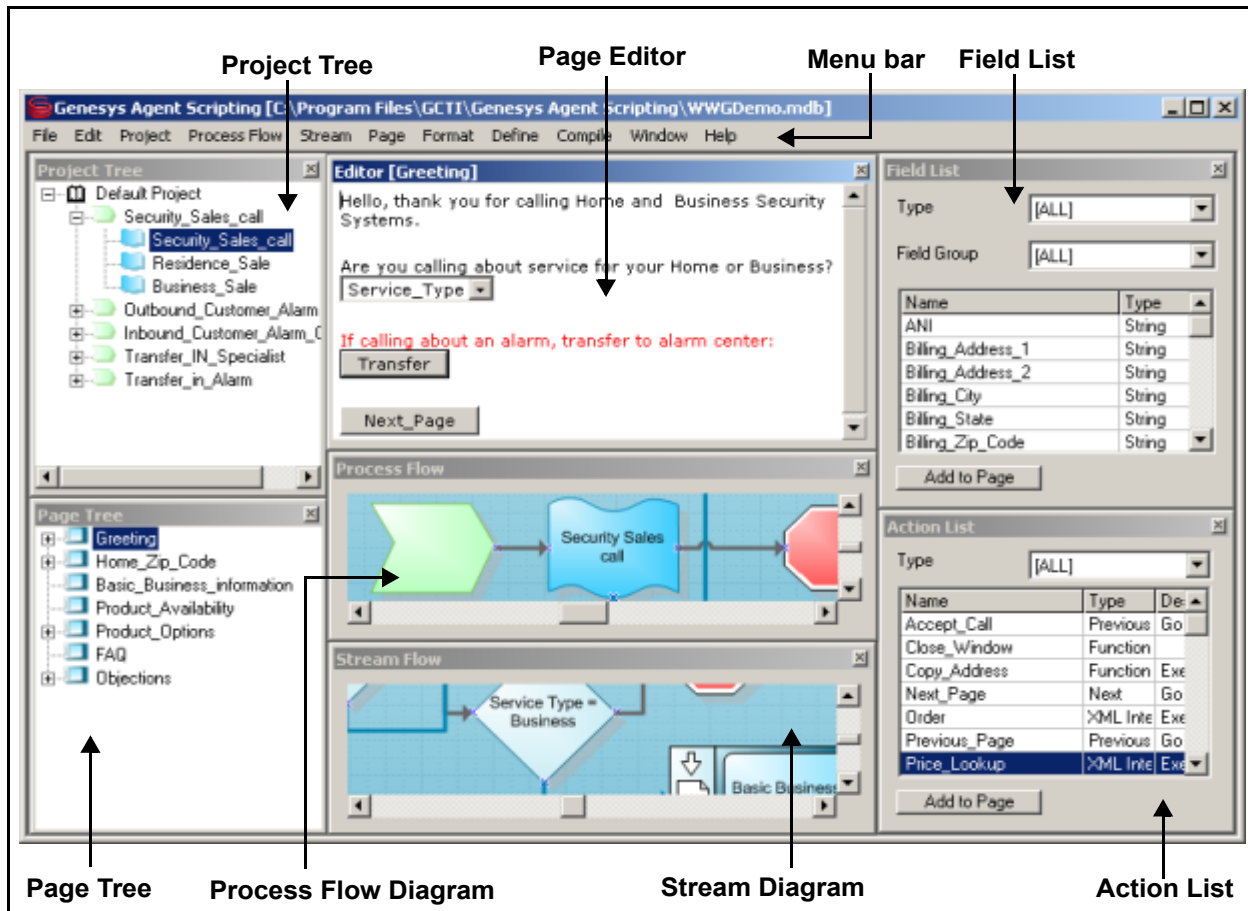 Project Tree
Page Editor
Menu bar
Field List
Genesys Agent Scripting [C:\Program Files\GCTI\Genesys Agent Scripting\WWGDemo.mdb]
File Edit Project Process Flow Stream Page Format Define Compile Window Help
Project Tree
Default Project
Security_Sales_call
Security_Sales_call
Residence_Sale
Business_Sale
Outbound_Customer_Alarm
Inbound_Customer_Alarm_C
Transfer_IN_Specialist
Transfer_in_Alarm
Editor [Greeting]
Hello, thank you for calling Home and Business Security
Systems.
Are you calling about service for your Home or Business?
Service_Type
If calling about an alarm, transfer to alarm center:
Transfer
Next_Page
Field List
Type [ALL]
Field Group [ALL]
Name Type
ANI String
Billing_Address_1 String
Billing_Address_2 String
Billing_City String
Billing_State String
Billing_Zip_Code String
Add to Page
Page Tree
Greeting
Home_Zip_Code
Basic_Business_information
Product_Availability
Product_Options
FAQ
Objections
Process Flow
Security Sales
call
Stream Flow
Service Type =
Business
Basic Business
Action List
Type [ALL]
Name Type De
Accept_Call Previous Go
Close_Window Function
Copy_Address Function Exe
Next_Page Next Go
Order XML Inte Exe
Previous_Page Previous Go
Price_Lookup XML Inte Exe
Add to Page
Page Tree
Process Flow Diagram
Stream Diagram
Action List